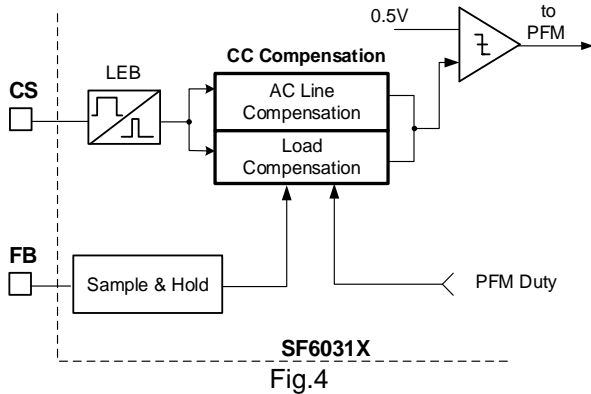 0.5V
to
PFM
CC Compensation
LEB
CS
AC Line
Compensation
Load
Compensation
FB
Sample & Hold
PFM Duty
SF6031X
Fig.4